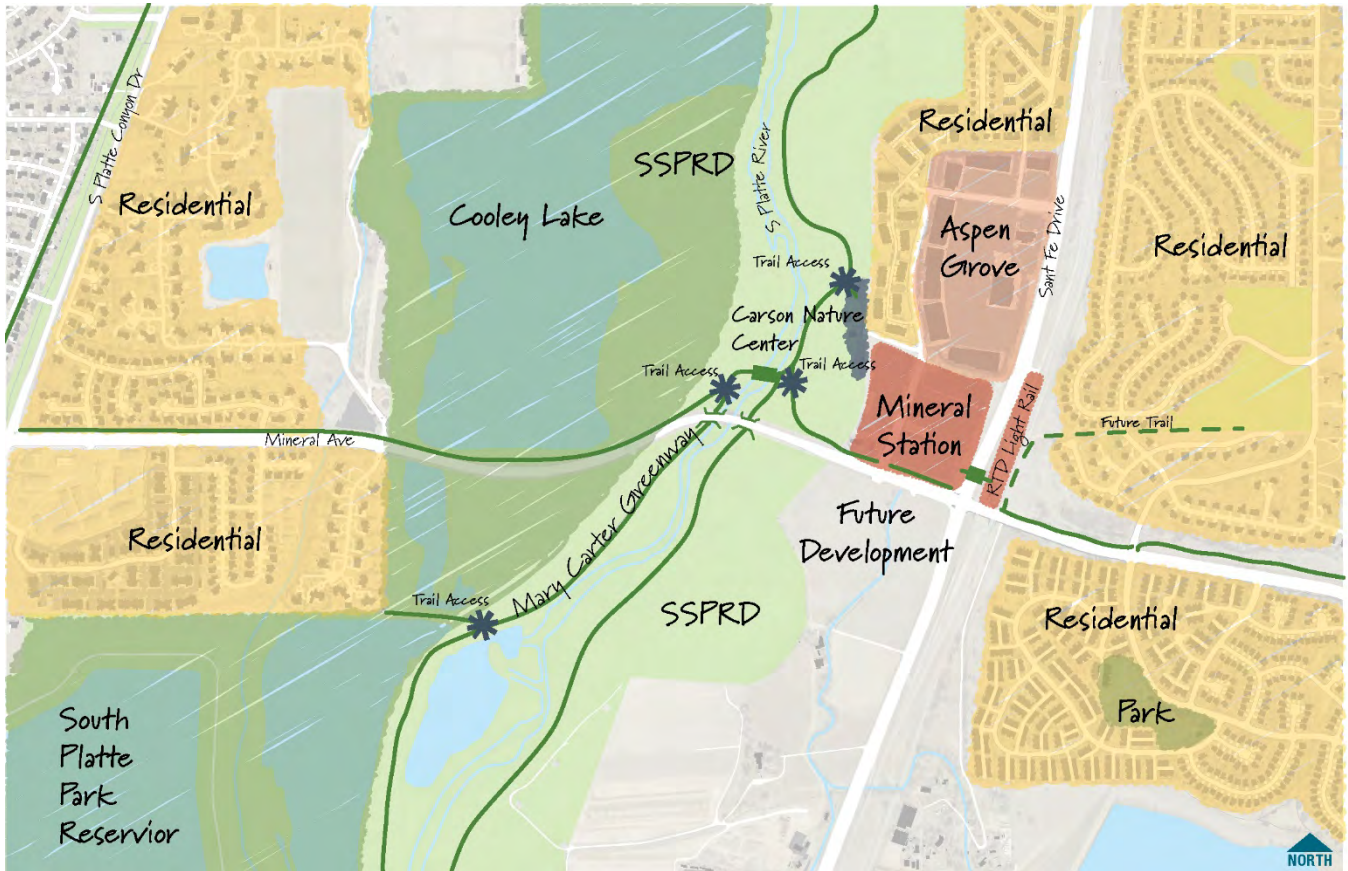 S Platte Canyon Dr
Residential
Cooley Lake
SSPRD
S Platte River
Residential
Aspen
Grove
Sant Fe Drive
Residential
Trail Access
Carson Nature
Center
Trail Access
Trail Access
Mineral
Station
RTD Light Rail
Future Trail
Mineral Ave
Residential
Mary Carter Greenway
Future
Development
Trail Access
SSPRD
Residential
Park
South
Platte
Park
Reservior
NORTH